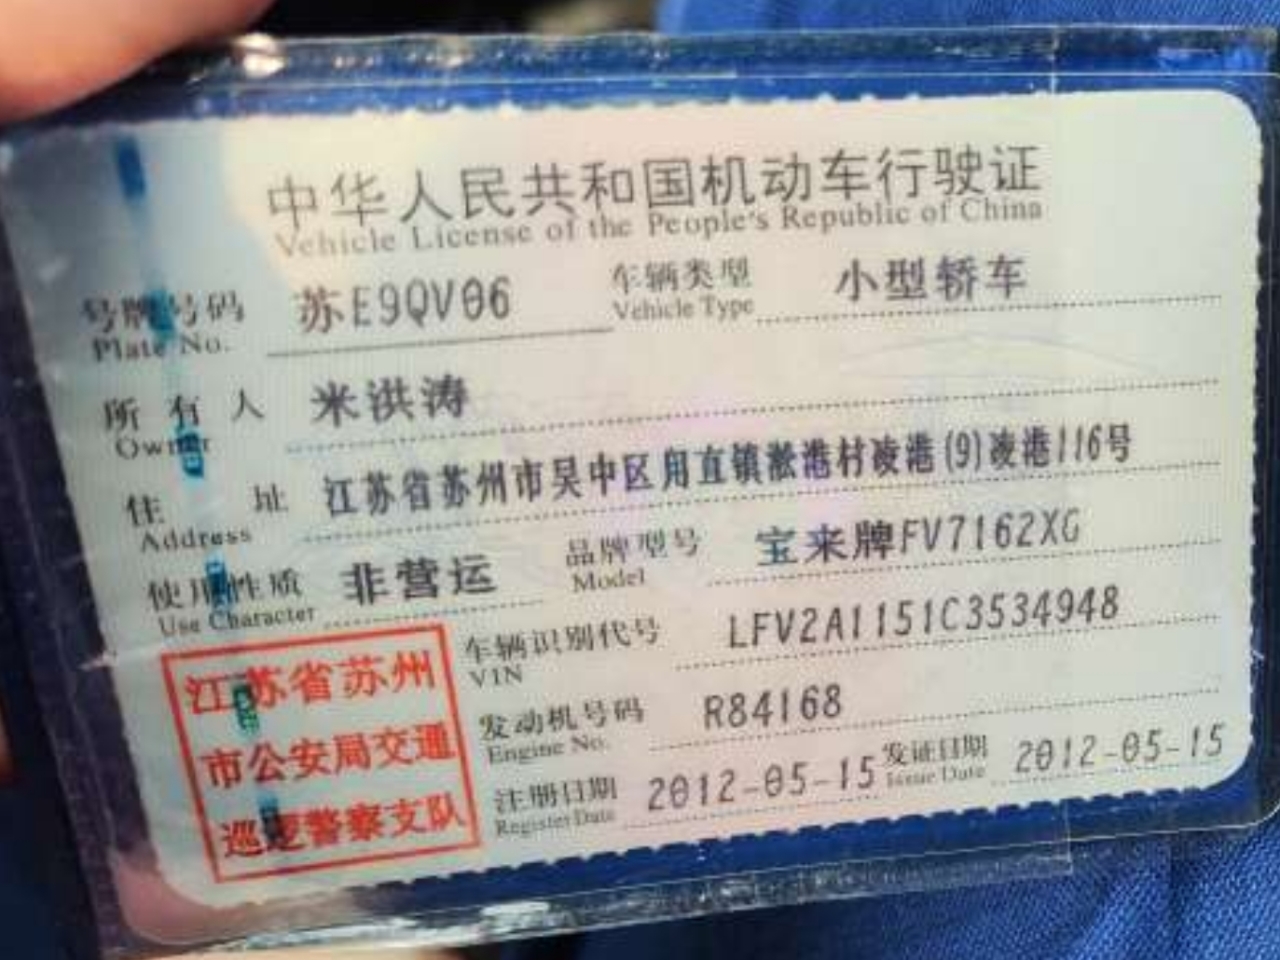 中华人民共和国机动车行驶证
Vehicle License of the People's Republic of China
号牌号码 苏E9QV06 车辆类型 小型轿车
Plate No. Vehicle Type
所有人 米洪涛
Owner
住址 江苏省苏州市吴中区甪直镇淞港村凌港(9)凌港116号
Address
使用性质 非营运 品牌型号 宝来牌FV7162XG
Use Character Model
车辆识别代号 LFV2A1151C3534948
VIN
发动机号码 R84168
Engine No.
注册日期 2012-05-15 发证日期 2012-05-15
Register Date Issue Date
江苏省苏州
市公安局交通
巡逻警察支队